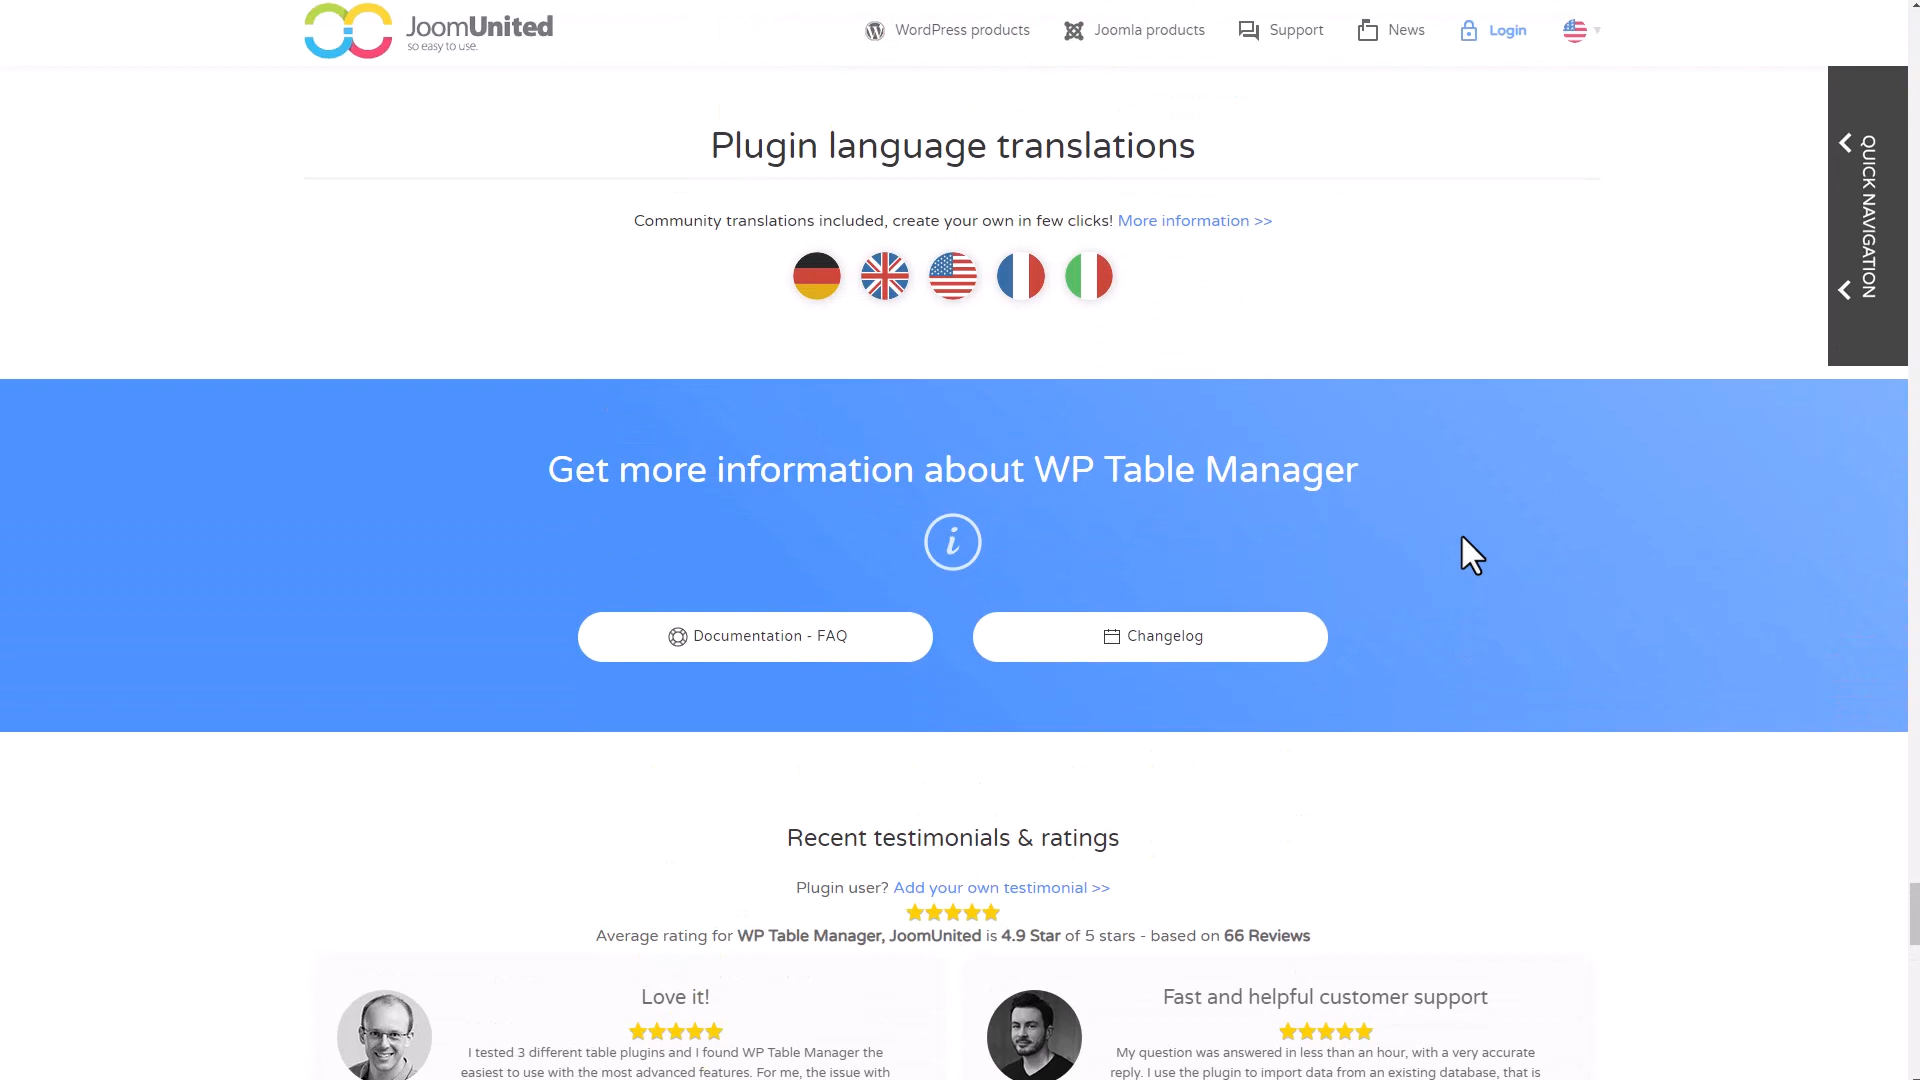 JoomUnited
so easy to use.
WordPress products
Joomla products
Support
News
Login
QUICK NAVIGATION
Plugin language translations
Community translations included, create your own in few clicks! More information >>
Get more information about WP Table Manager
i
Documentation - FAQ
Changelog
Recent testimonials & ratings
Plugin user? Add your own testimonial >>
Average rating for WP Table Manager, JoomUnited is 4.9 Star of 5 stars - based on 66 Reviews
Love it!
I tested 3 different table plugins and I found WP Table Manager the
easiest to use with the most advanced features. For me, the issue with
Fast and helpful customer support
My question was answered in less than an hour, with a very accurate
reply. I use the plugin to import data from an existing database, that is